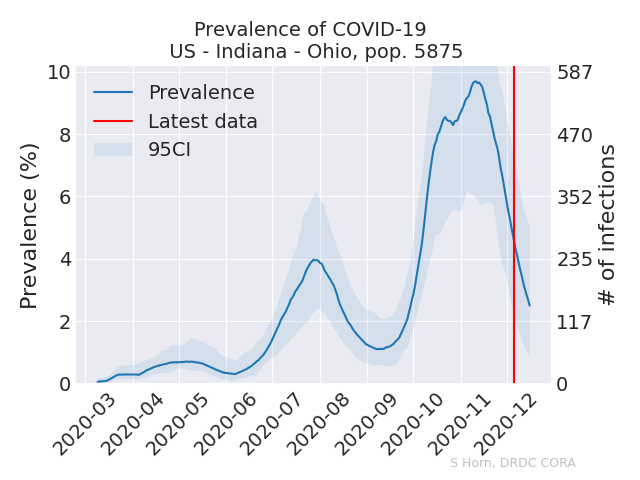 Prevalence of COVID-19
US - Indiana - Ohio, pop. 5875
Prevalence (%)
10
8
6
4
2
0
Prevalence
Latest data
95CI
587
470
352
235
117
0
# of infections
2020-03
2020-04
2020-05
2020-06
2020-07
2020-08
2020-09
2020-10
2020-11
2020-12
S Horn, DRDC CORA